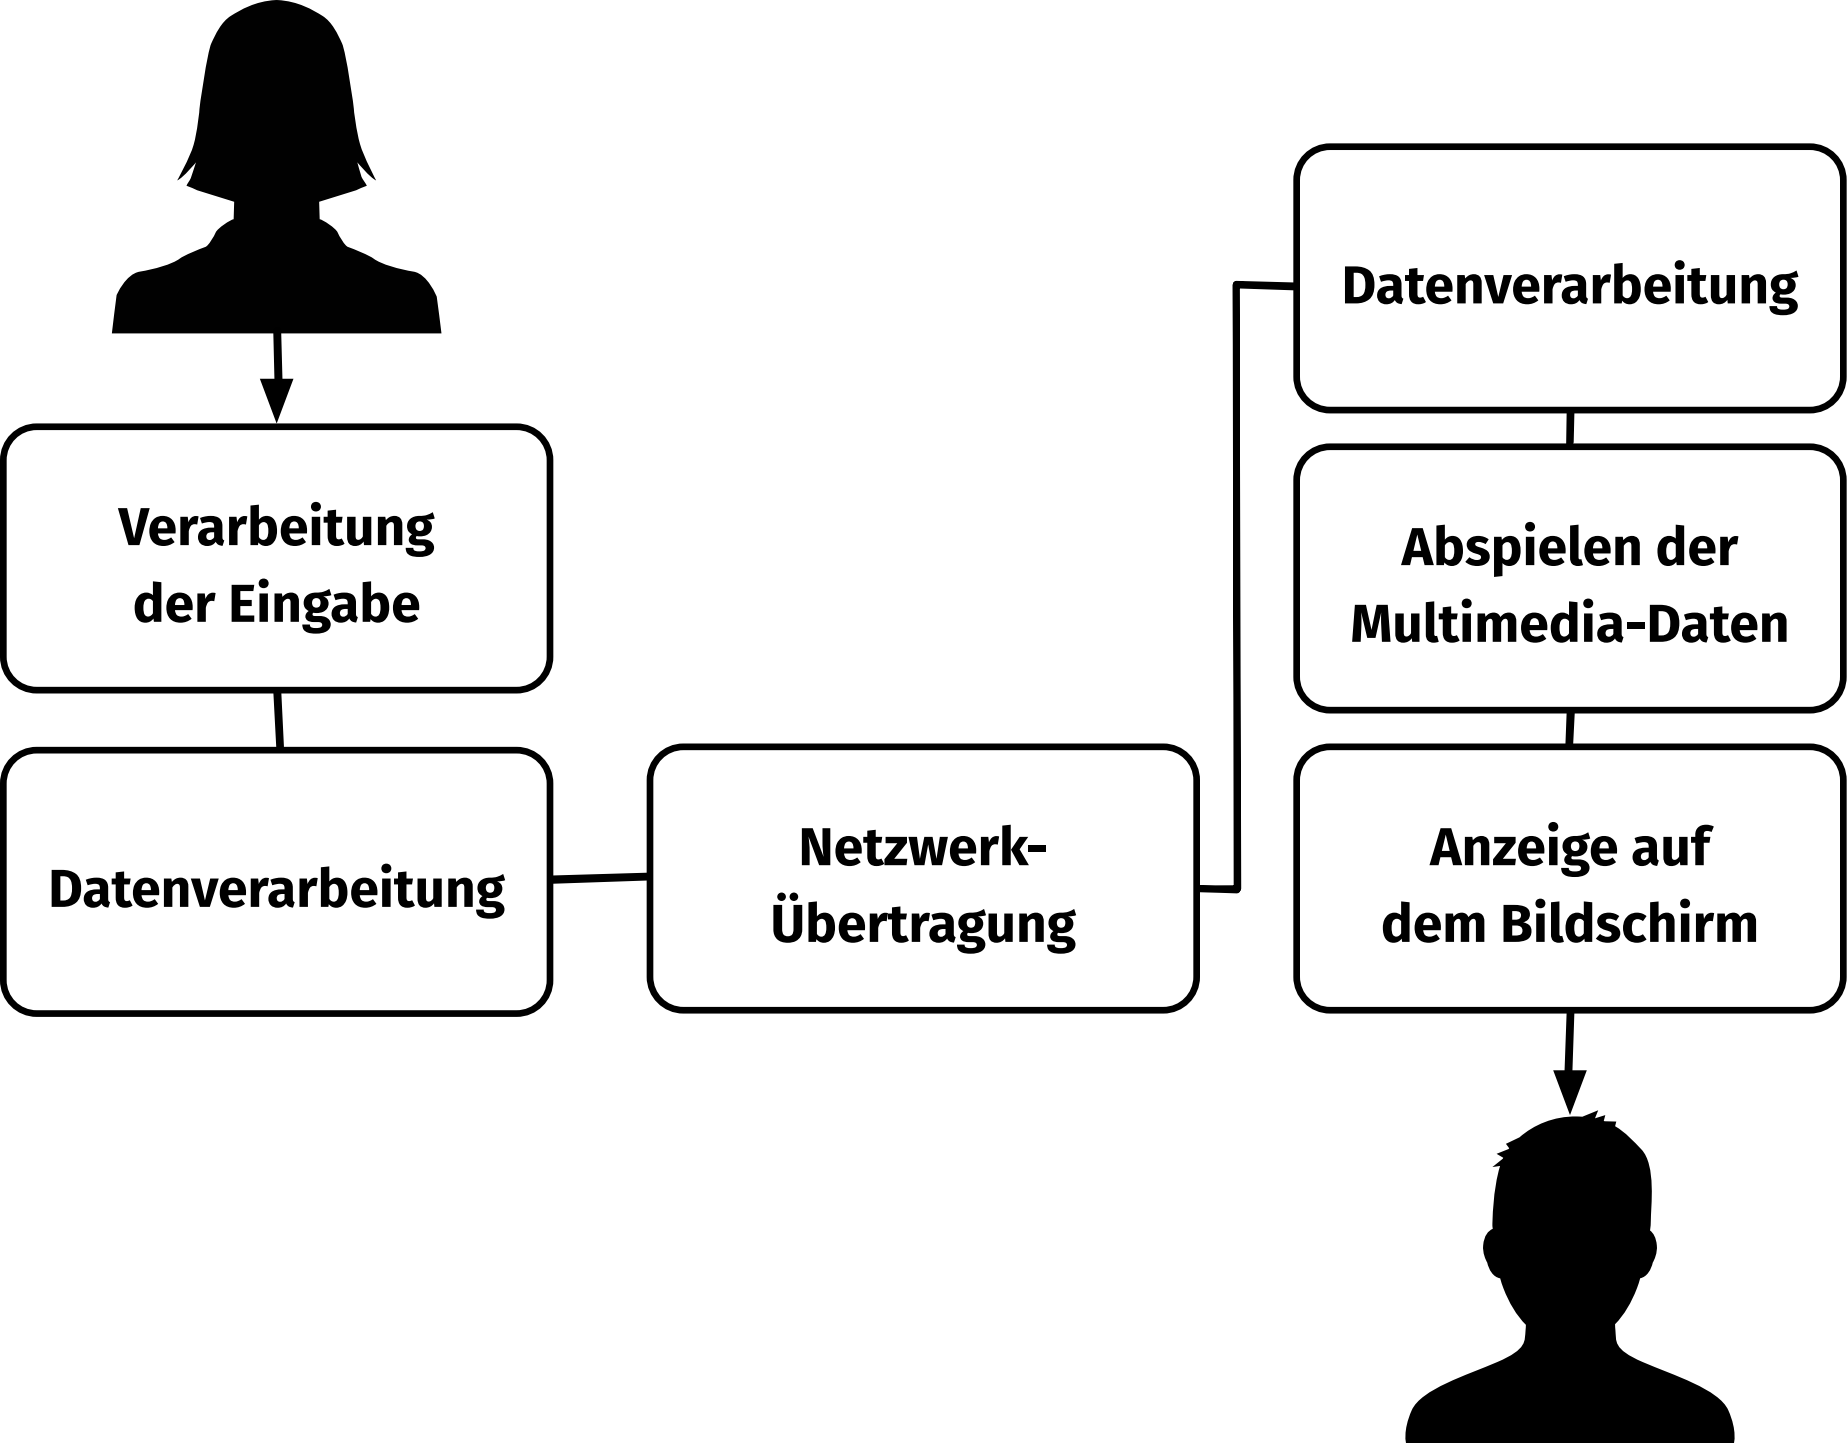 Verarbeitung
der Eingabe
Datenverarbeitung
Netzwerk-
Übertragung
Datenverarbeitung
Abspielen der
Multimedia-Daten
Anzeige auf
dem Bildschirm